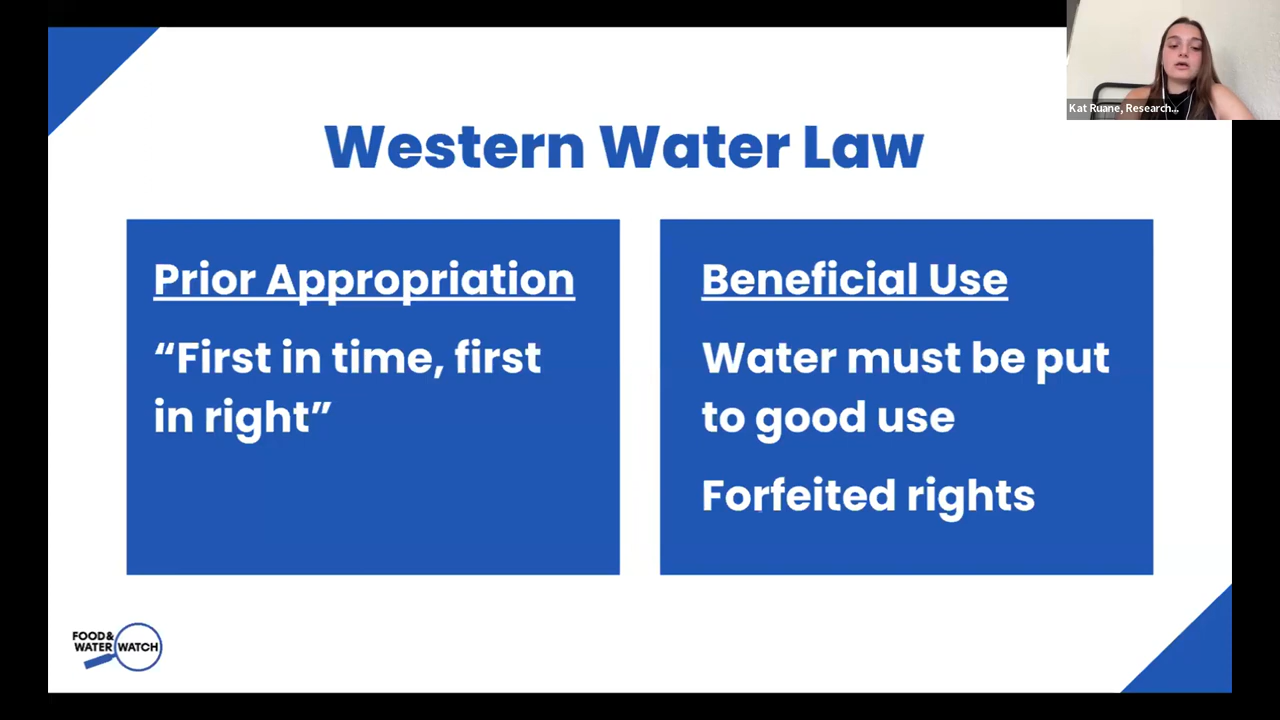 Kat Ruane, Research...
Western Water Law
Prior Appropriation
“First in time, first
in right”
Beneficial Use
Water must be put
to good use
Forfeited rights
FOOD&
WATER WATCH